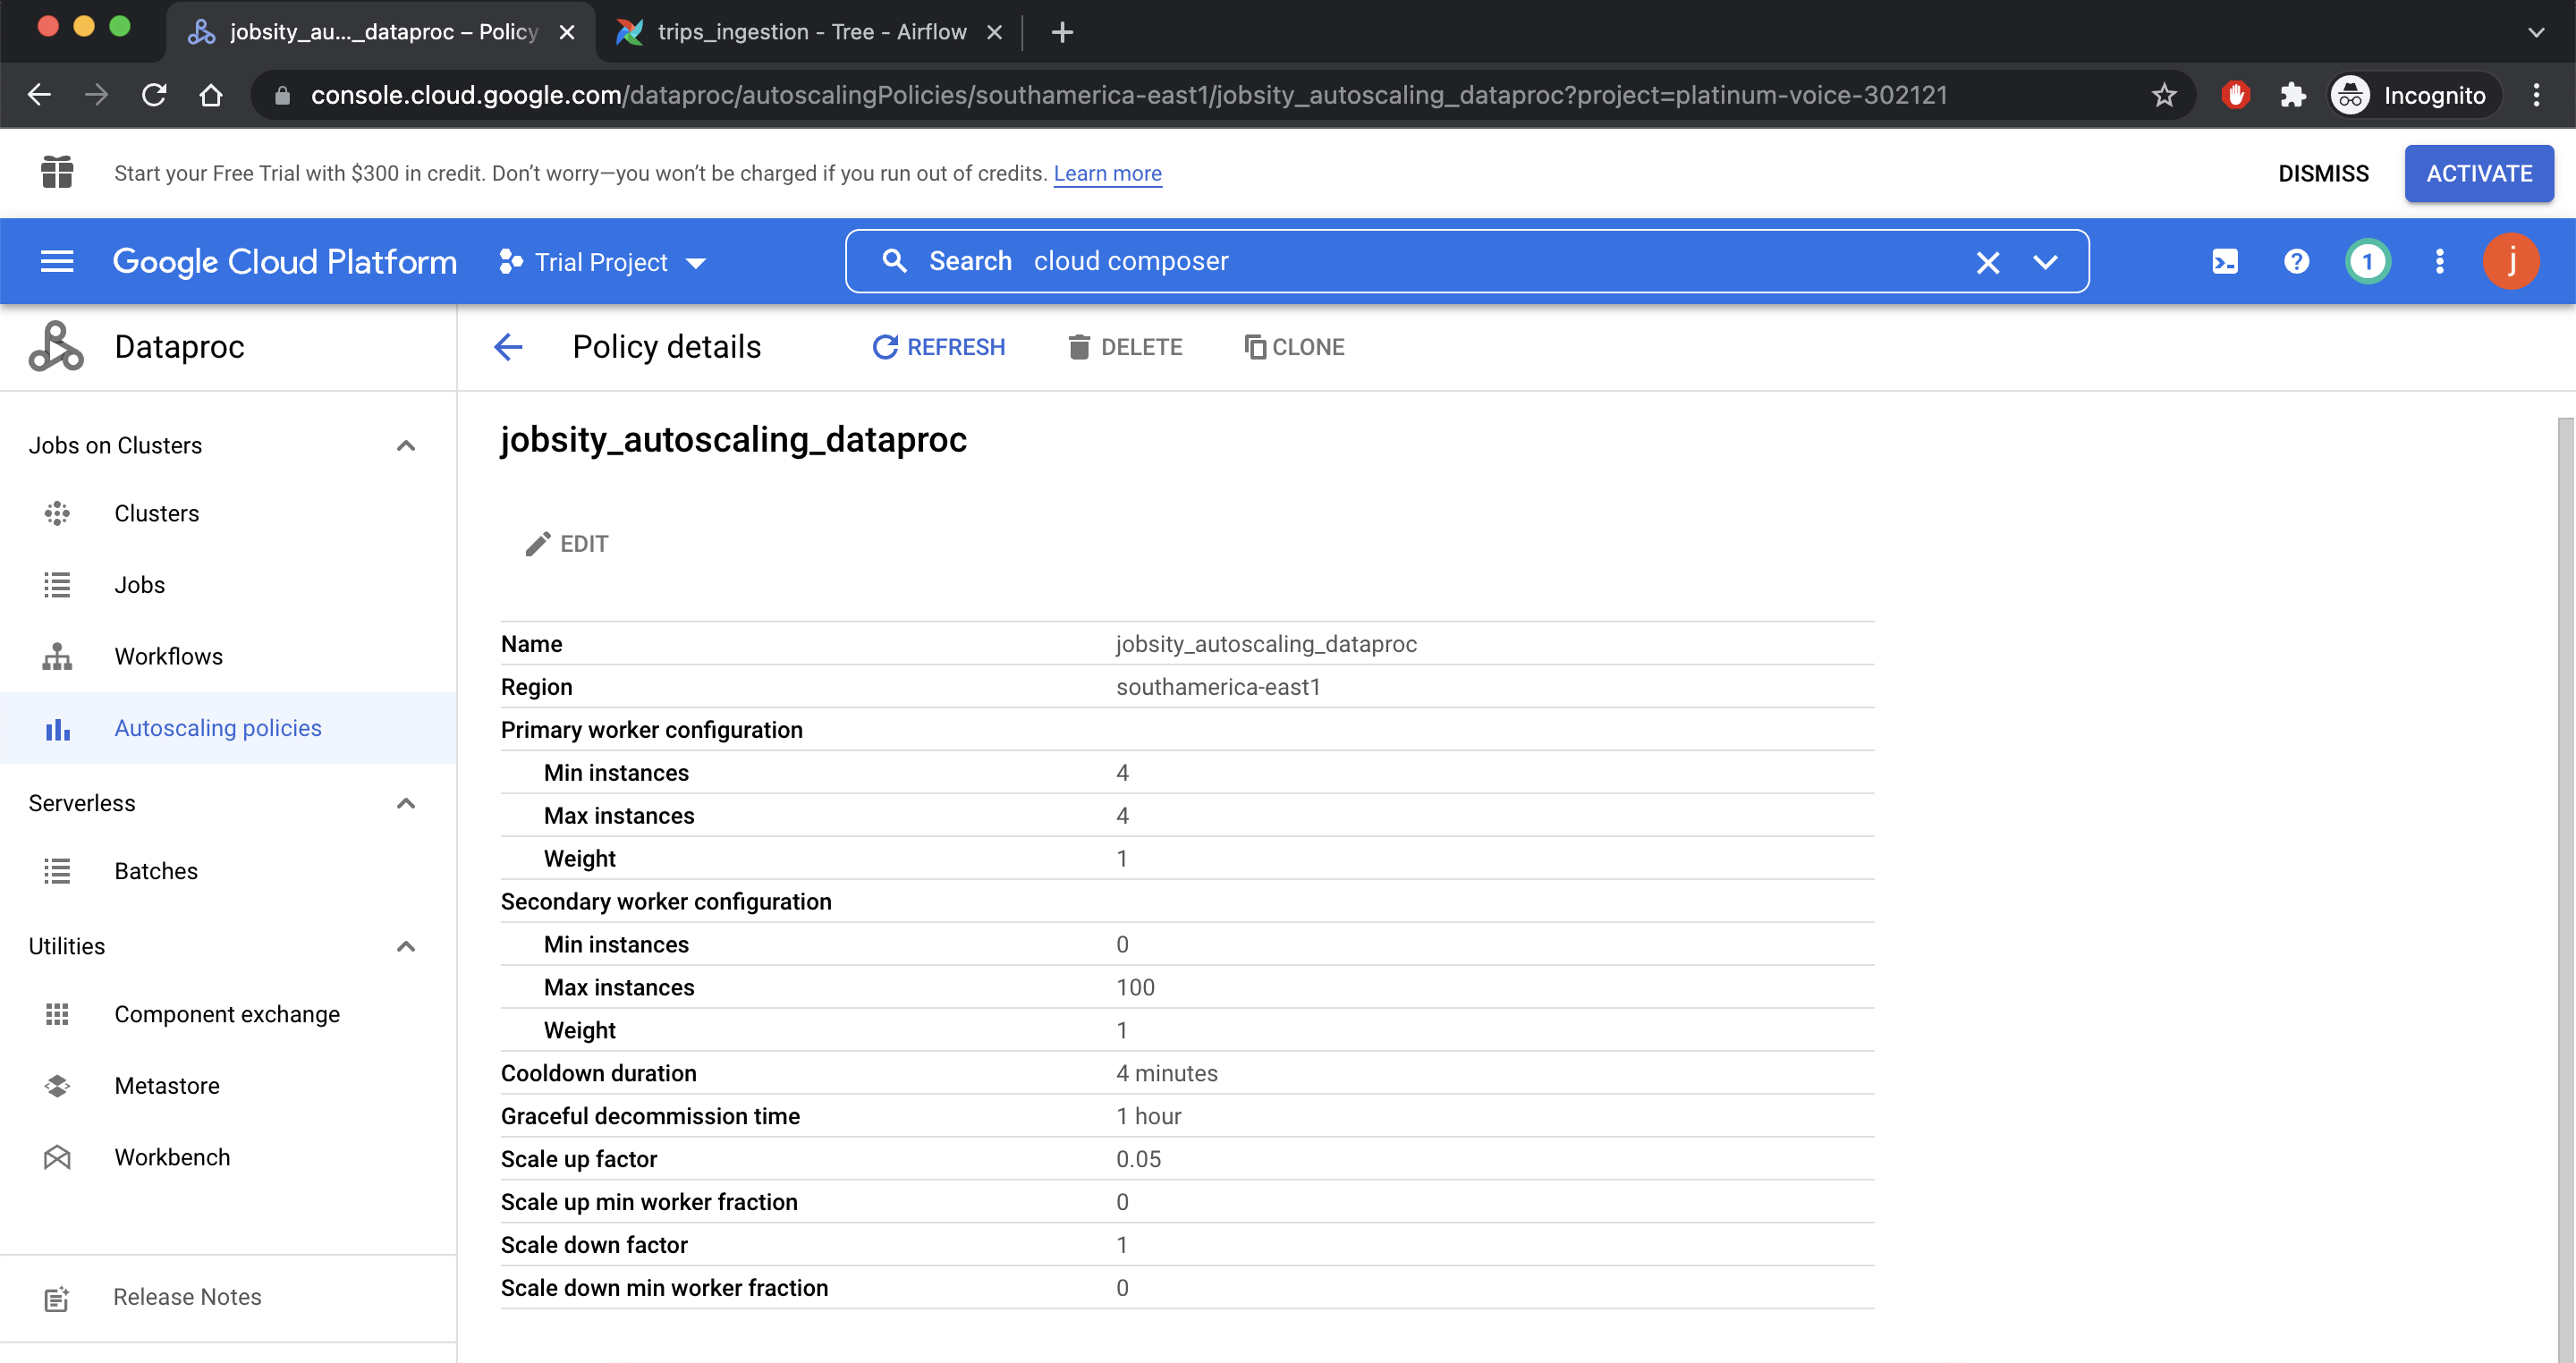 jobsity_au..._dataproc – Policy
trips_ingestion - Tree - Airflow
console.cloud.google.com/dataproc/autoscalingPolicies/southamerica-east1/jobsity_autoscaling_dataproc?project=platinum-voice-302121
Incognito
Start your Free Trial with $300 in credit. Don’t worry—you won’t be charged if you run out of credits. Learn more
DISMISS
ACTIVATE
Google Cloud Platform
Trial Project
Search cloud composer
1
j
Dataproc
Policy details
REFRESH
DELETE
CLONE
Jobs on Clusters
Clusters
Jobs
Workflows
Autoscaling policies
Serverless
Batches
Utilities
Component exchange
Metastore
Workbench
Release Notes
jobsity_autoscaling_dataproc
EDIT
Name jobsity_autoscaling_dataproc
Region southamerica-east1
Primary worker configuration
Min instances 4
Max instances 4
Weight 1
Secondary worker configuration
Min instances 0
Max instances 100
Weight 1
Cooldown duration 4 minutes
Graceful decommission time 1 hour
Scale up factor 0.05
Scale up min worker fraction 0
Scale down factor 1
Scale down min worker fraction 0